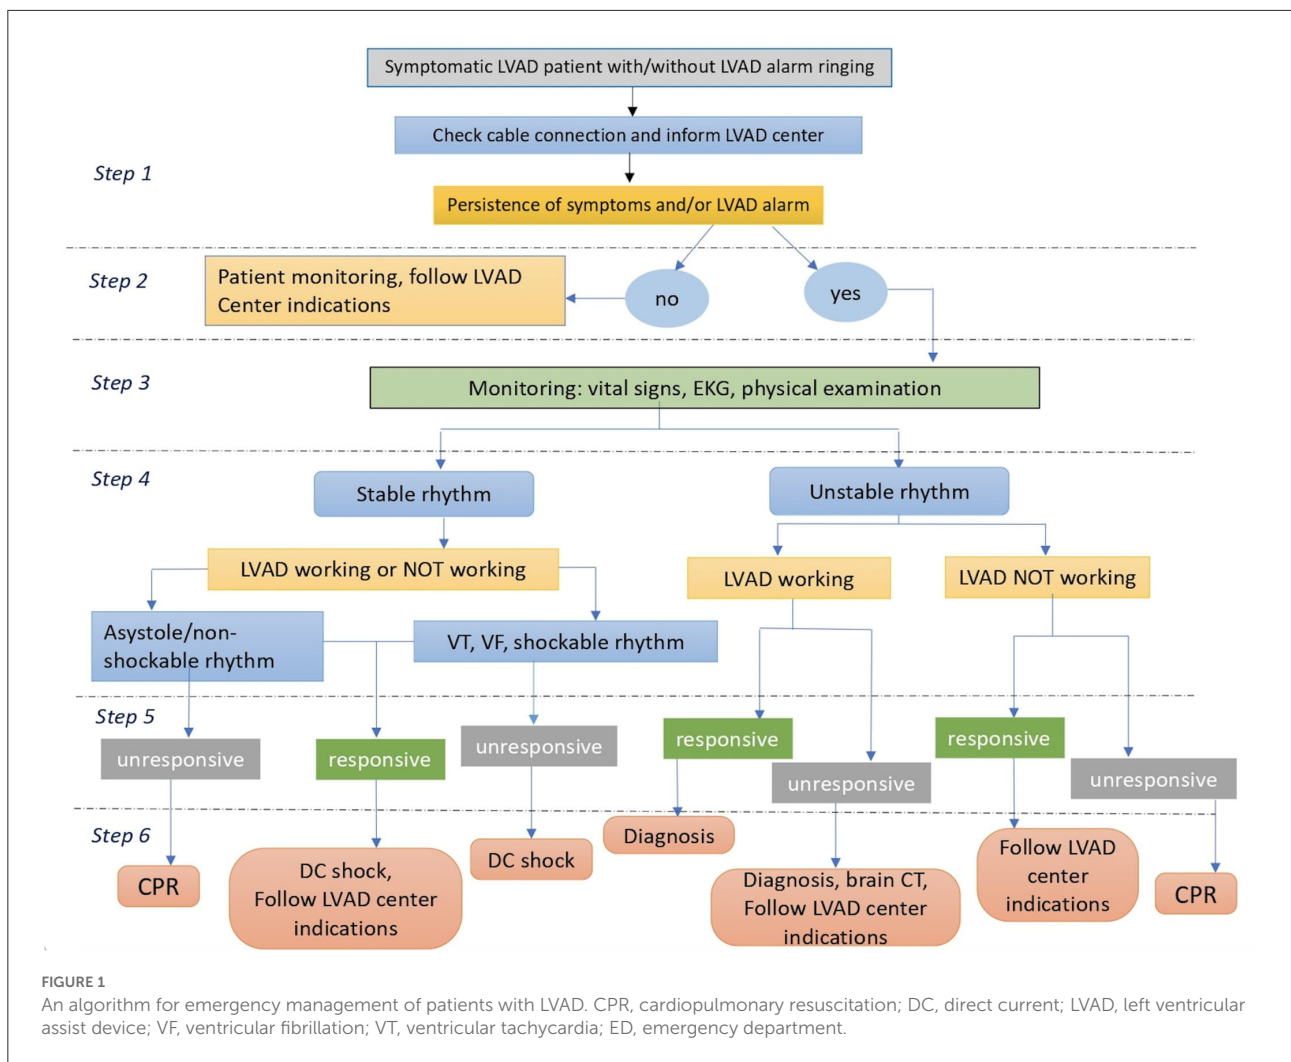 Symptomatic LVAD patient with/without LVAD alarm ringing
Check cable connection and inform LVAD center
Step 1
Persistence of symptoms and/or LVAD alarm
Step 2
Patient monitoring, follow LVAD
Center indications
no
yes
Step 3
Monitoring: vital signs, EKG, physical examination
Step 4
Stable rhythm
Unstable rhythm
LVAD working or NOT working
LVAD working
LVAD NOT working
Asystole/non-
shockable rhythm
VT, VF, shockable rhythm
Step 5
unresponsive
responsive
unresponsive
responsive
unresponsive
responsive
unresponsive
Step 6
CPR
DC shock,
Follow LVAD center
indications
DC shock
Diagnosis
Diagnosis, brain CT,
Follow LVAD center
indications
Follow LVAD
center
indications
CPR
FIGURE 1
An algorithm for emergency management of patients with LVAD. CPR, cardiopulmonary resuscitation; DC, direct current; LVAD, left ventricular
assist device; VF, ventricular fibrillation; VT, ventricular tachycardia; ED, emergency department.